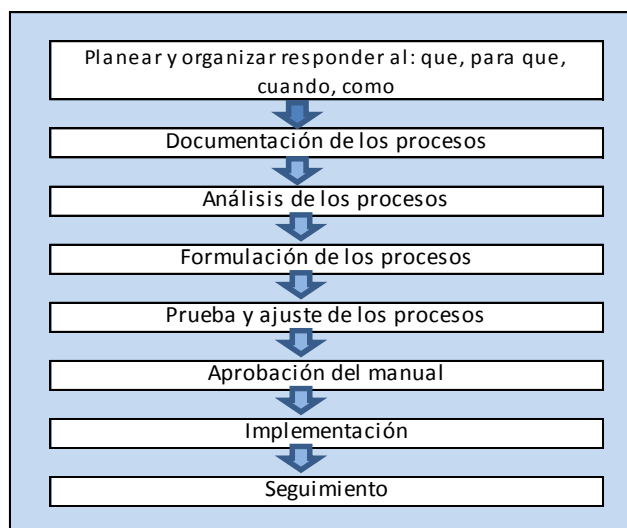 Planear y organizar responder al: que, para que,
cuando, como
Documentación de los procesos
Análisis de los procesos
Formulación de los procesos
Prueba y ajuste de los procesos
Aprobación del manual
Implementación
Seguimiento